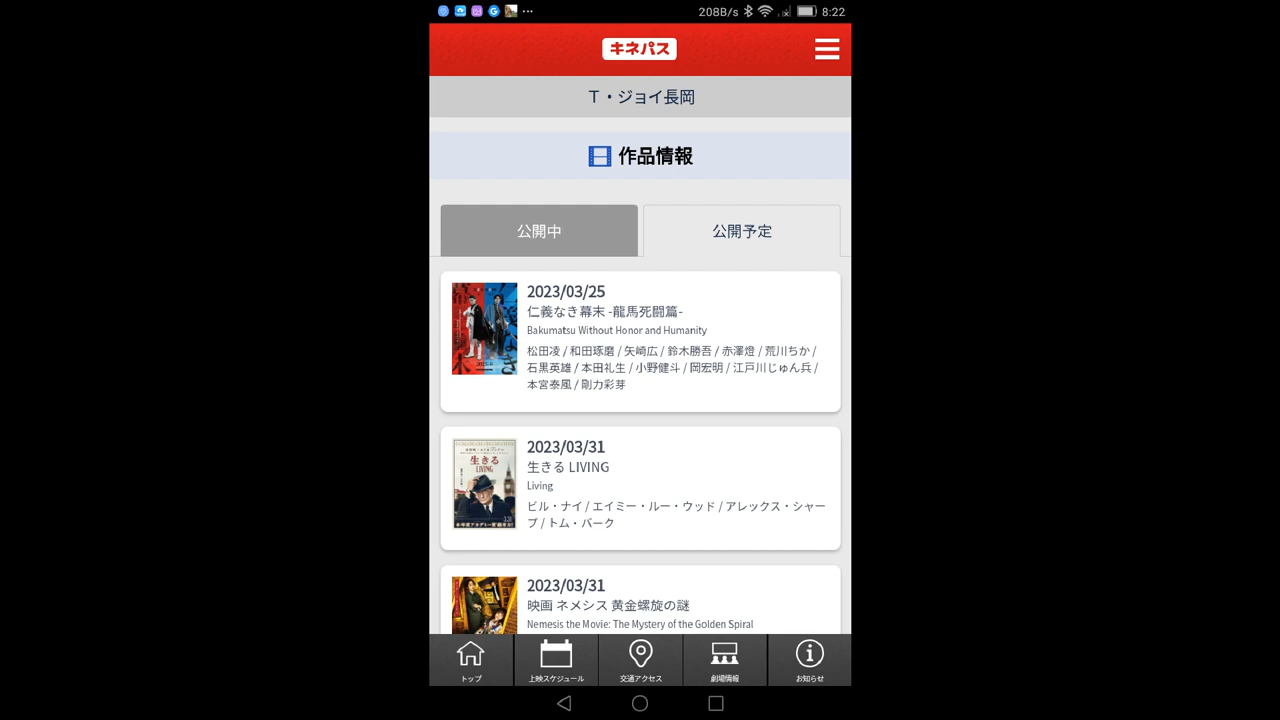 208B/s 8:22
キネパス
T・ジョイ長岡
作品情報
公開中 公開予定
2023/03/25
仁義なき幕末 -龍馬死闘篇-
Bakumatsu Without Honor and Humanity
松田凌 / 和田琢磨 / 矢崎広 / 鈴木勝吾 / 赤澤燈 / 荒川ちか /
石黒英雄 / 本田礼生 / 小野健斗 / 岡宏明 / 江戸川じゅん兵 /
本宮泰風 / 剛力彩芽
生きる
LIVING
2023/03/31
生きる LIVING
Living
ビル・ナイ / エイミー・ルー・ウッド / アレックス・シャー
プ / トム・バーク
2023/03/31
映画 ネメシス 黄金螺旋の謎
Nemesis the Movie: The Mystery of the Golden Spiral
トップ 上映スケジュール 交通アクセス 劇場情報 お知らせ